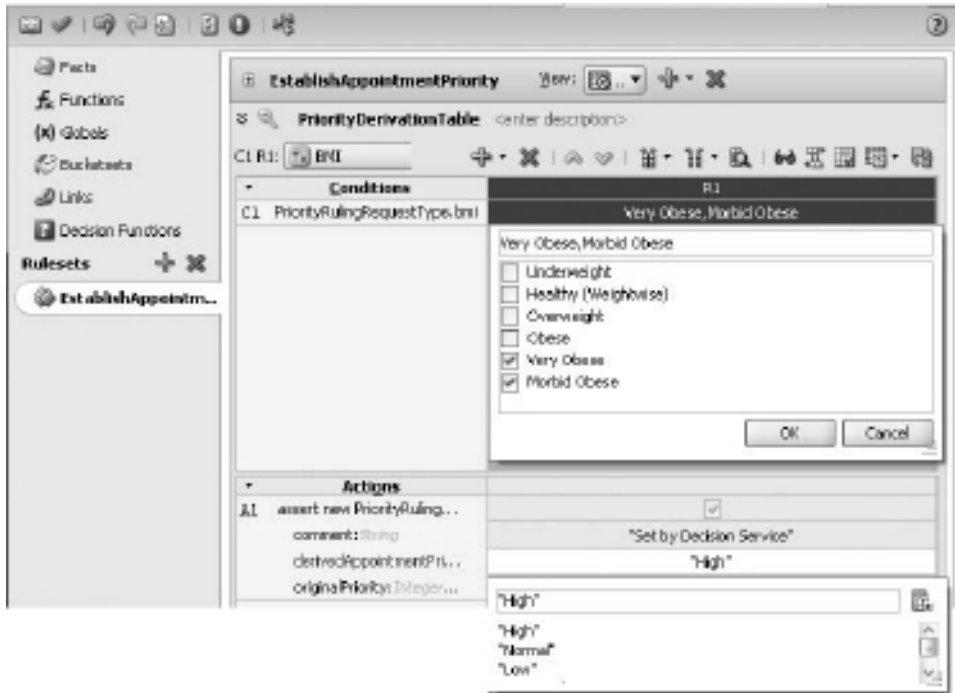 Facts
Functions
Globals
Bucketsets
Links
Decision Functions
Rulesets
EstablishAppointm...
EstablishAppointmentPriority View:
PriorityDerivationTable <enter description>
C1 R1: BMI
Conditions R1
C1 PriorityRulingRequestType.bmi Very Obese,Morbid Obese
Very Obese,Morbid Obese
Underweight
Healthy (Weightwise)
Overweight
Obese
Very Obese
Morbid Obese
OK Cancel
Actions
A1 assert new PriorityRuling...
comment:String "Set by Decision Service"
derivedAppointmentPri... "High"
originalPriority:Integer...
"High"
"High"
"Normal"
"Low"